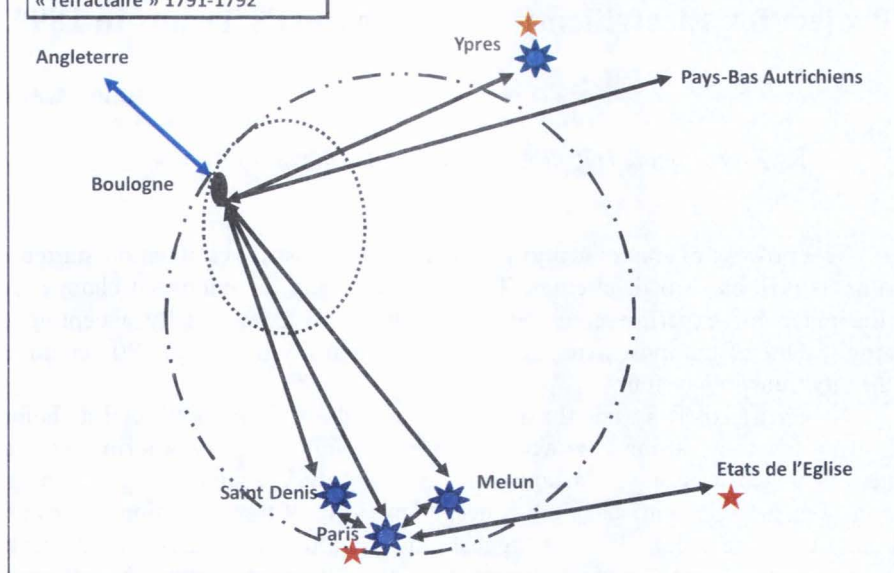 « réfractaire » 1791-1792
Angleterre
Ypres
Pays-Bas Autrichiens
Boulogne
Saint Denis
Melun
Etats de l'Eglise
Paris